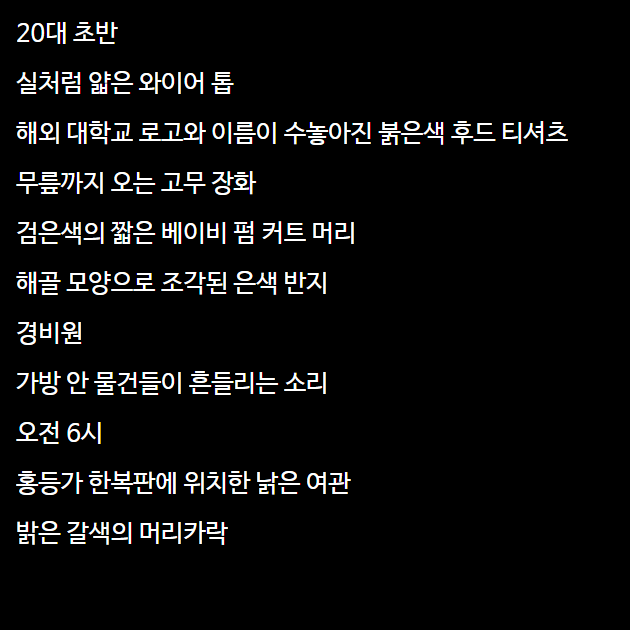 20대 초반
실처럼 얇은 와이어 톱
해외 대학교 로고와 이름이 수놓아진 붉은색 후드 티셔츠
무릎까지 오는 고무 장화
검은색의 짧은 베이비 펌 커트 머리
해골 모양으로 조각된 은색 반지
경비원
가방 안 물건들이 흔들리는 소리
오전 6시
홍등가 한복판에 위치한 낡은 여관
밝은 갈색의 머리카락